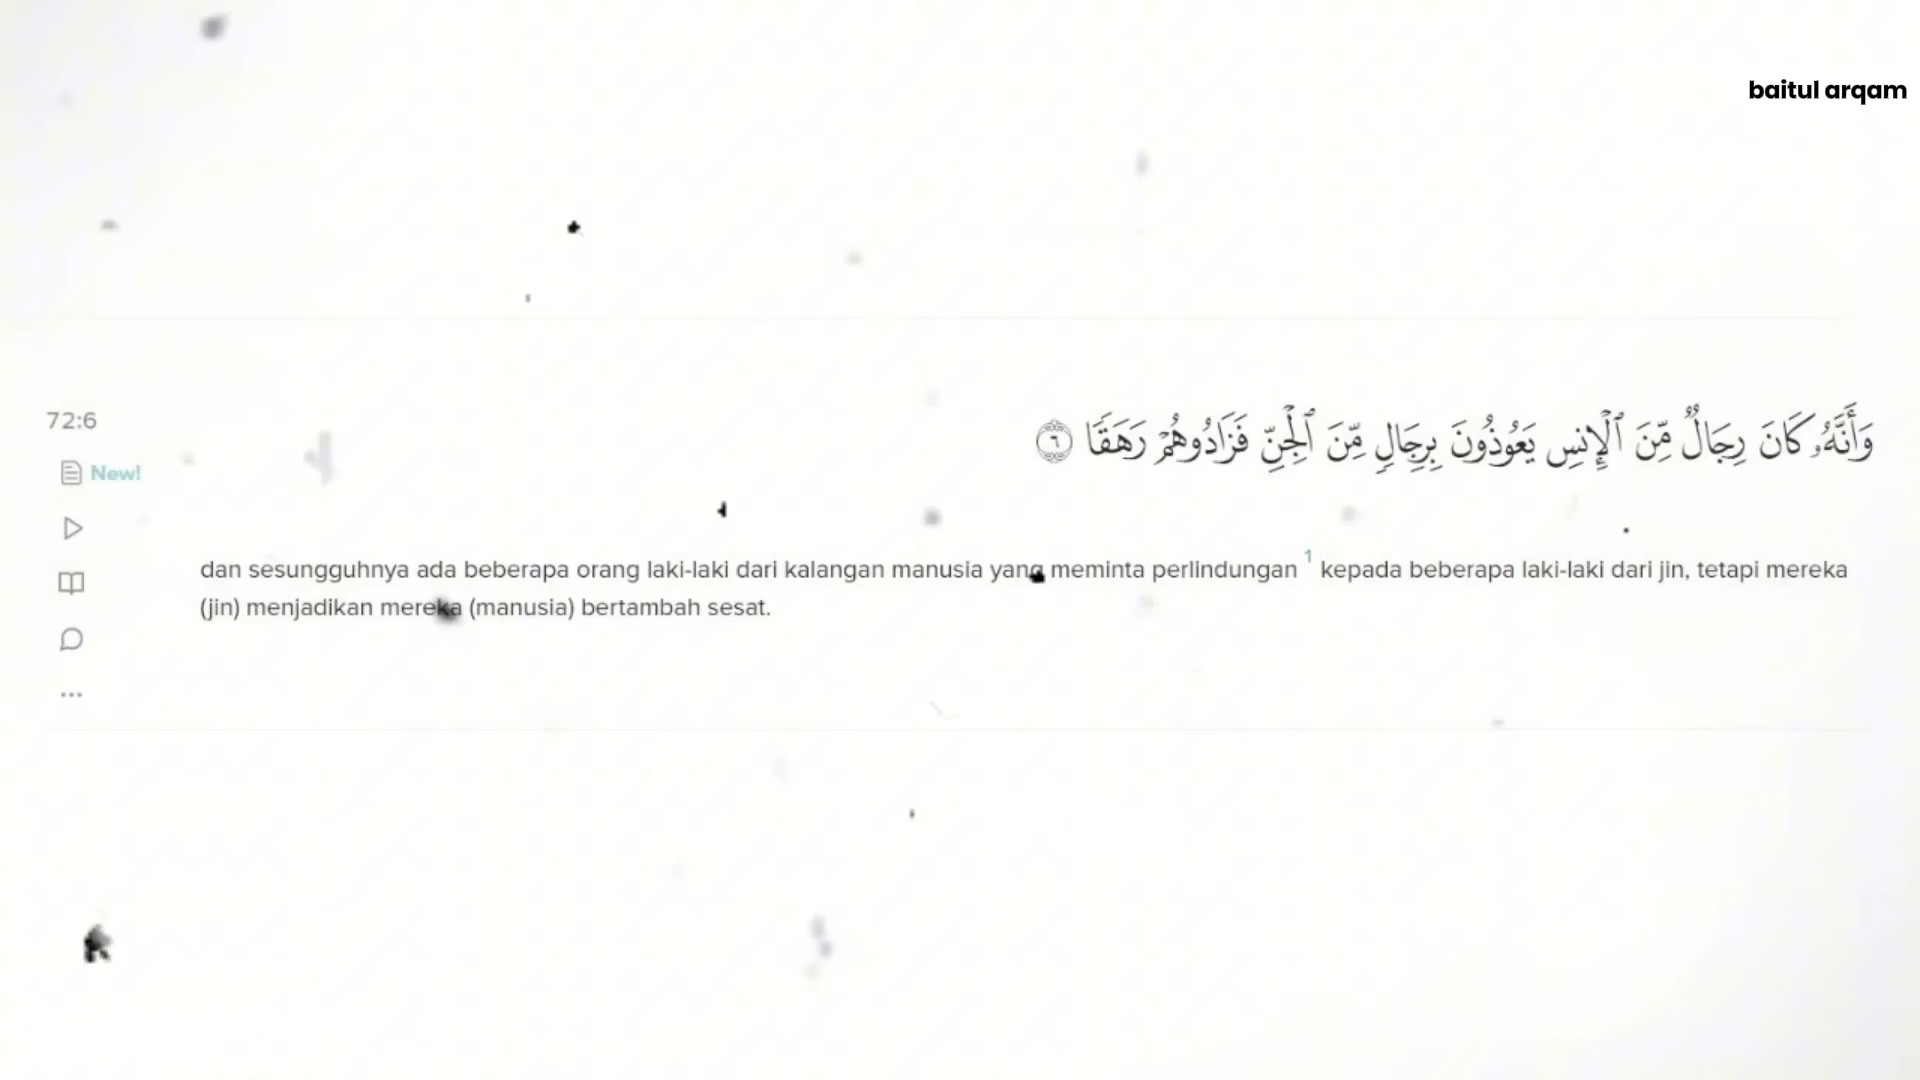 baitul arqam
72:6
وَأَنَّهُۥ كَانَ رِجَالٌ مِّنَ ٱلْإِنسِ يَعُوذُونَ بِرِجَالٍ مِّنَ ٱلْجِنِّ فَزَادُوهُمْ رَهَقًا ٦
New!
dan sesungguhnya ada beberapa orang laki-laki dari kalangan manusia yang meminta perlindungan 1 kepada beberapa laki-laki dari jin, tetapi mereka
(jin) menjadikan mereka (manusia) bertambah sesat.